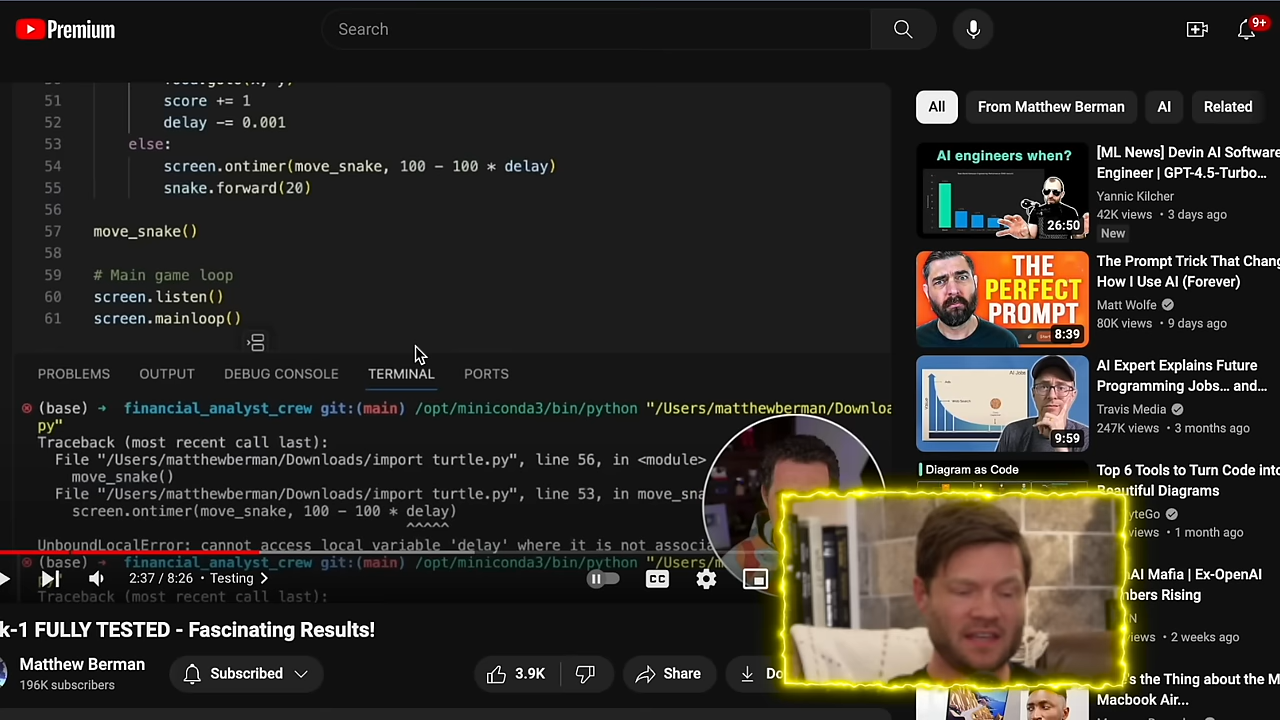 Premium
Search
9+
51 score += 1
52 delay -= 0.001
53 else:
54 screen.ontimer(move_snake, 100 - 100 * delay)
55 snake.forward(20)
56
57 move_snake()
58
59 # Main game loop
60 screen.listen()
61 screen.mainloop()
PROBLEMS OUTPUT DEBUG CONSOLE TERMINAL PORTS
(base) ➜ financial_analyst_crew git:(main) /opt/miniconda3/bin/python "/Users/matthewberman/Downloa
py"
Traceback (most recent call last):
File "/Users/matthewberman/Downloads/import turtle.py", line 56, in <module>
move_snake()
File "/Users/matthewberman/Downloads/import turtle.py", line 53, in move_sna
screen.ontimer(move_snake, 100 - 100 * delay)
^^^^^
UnboundLocalError: cannot access local variable 'delay' where it is not associa
(base) ➜ financial_analyst_crew git:(main) /opt/miniconda3/bin/python "/Users/m
Traceback (most recent call last):
2:37 / 8:26 • Testing >
CC
k-1 FULLY TESTED - Fascinating Results!
Matthew Berman
196K subscribers
Subscribed
3.9K
Share
Do
All From Matthew Berman AI Related
AI engineers when?
26:50
[ML News] Devin AI Software
Engineer | GPT-4.5-Turbo...
Yannic Kilcher
42K views • 3 days ago
New
THE
PERFECT
PROMPT
8:39
The Prompt Trick That Chang
How I Use AI (Forever)
Matt Wolfe
80K views • 9 days ago
AI Jobs
9:59
AI Expert Explains Future
Programming Jobs... and...
Travis Media
247K views • 3 months ago
Diagram as Code
Top 6 Tools to Turn Code into
Beautiful Diagrams
yteGo
• 1 month ago
AI Mafia | Ex-OpenAI
mbers Rising
N
views • 2 weeks ago
e's the Thing about the M
Macbook Air...